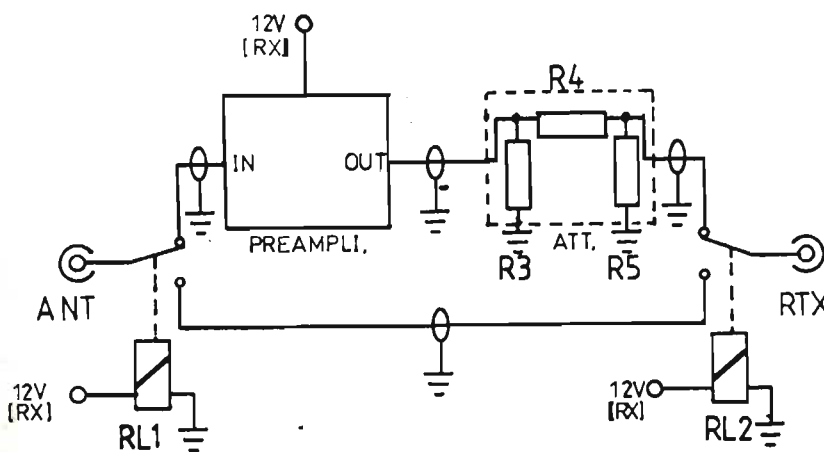 12V
[RX]
R4
IN
OUT
PREAMPLI.
ATT.
R3
R5
ANT
RTX
12V
[RX]
RL1
12V
[RX]
RL2